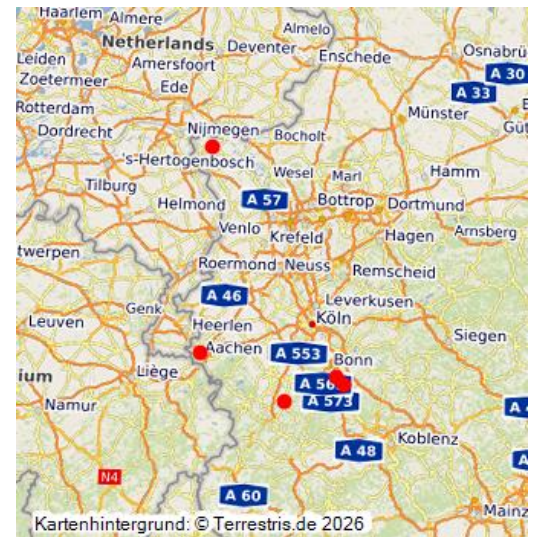 Haarlem Almere
Almelo
Netherlands Deventer
Leiden Amersfoort Enschede Osnabrü
Zoetermeer Ede A 30
A 33
Rotterdam Münster
Dordrecht Nijmegen Bocholt Güt
's-Hertogenbosch
Wesel Marl Hamm
Tilburg A 57 Bottrop Dortmund
Helmond
Venlo Krefeld Hagen Arnsberg
twerpen
Roermond Neuss Remscheid
A 46 Leverkusen
Genk Köln
Leuven Heerlen Siegen
Aachen A 553
Liège Bonn
ium
A 573
Namur A
Koblenz
A 48
A
N4
A 60
Mainz
Kartenhintergrund: © Terrestris.de 2026